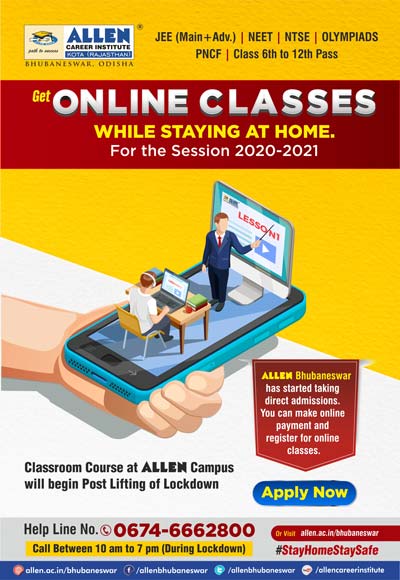 ALLEN
CAREER INSTITUTE
KOTA (RAJASTHAN)
path to success
BHUBANESWAR, ODISHA
®
JEE (Main+Adv.) | NEET | NTSE | OLYMPIADS
PNCF | Class 6th to 12th Pass
Get ONLINE CLASSES
WHILE STAYING AT HOME.
For the Session 2020-2021
LESSON 1
ALLEN Bhubaneswar
has started taking
direct admissions.
You can make online
payment and
register for online
classes.
Classroom Course at ALLEN Campus
will begin Post Lifting of Lockdown
Apply Now
Help Line No. 0674-6662800
Call Between 10 am to 7 pm (During Lockdown)
Or Visit allen.ac.in/bhubaneswar
#StayHomeStaySafe
allen.ac.in/bhubaneswar
/allenbhubaneswar
/allenbhubaneswar
/allencareerinstitute